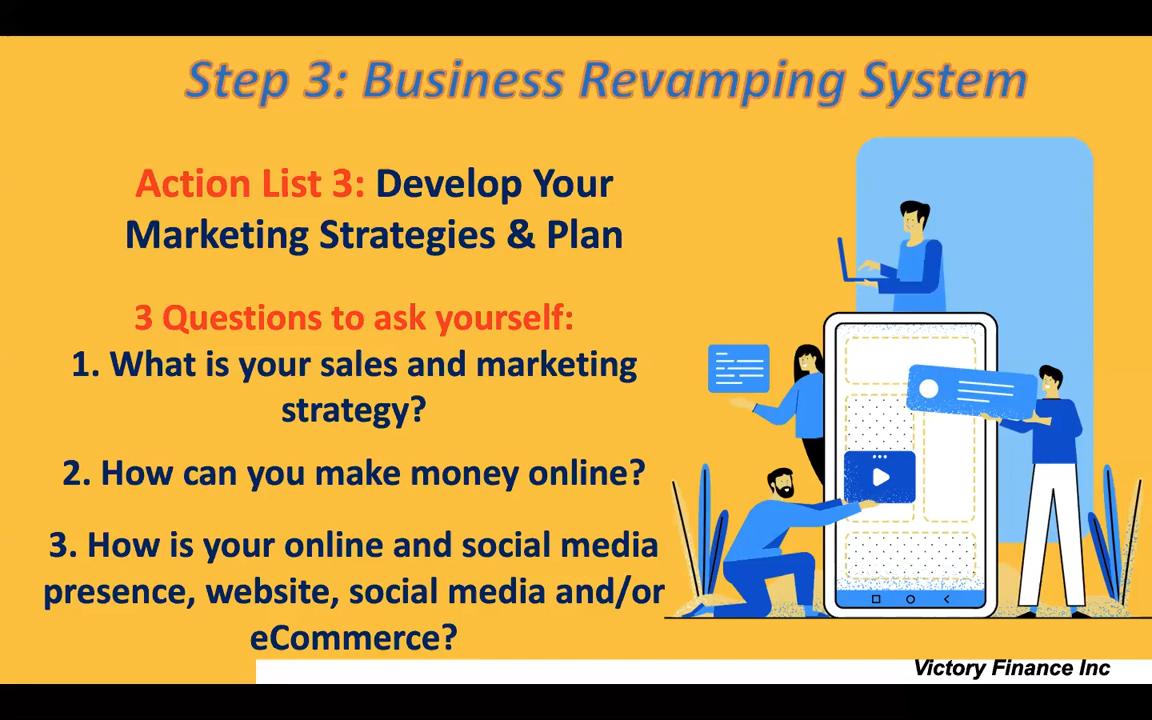 Step 3: Business Revamping System
Action List 3: Develop Your
Marketing Strategies & Plan
3 Questions to ask yourself:
1. What is your sales and marketing
strategy?
2. How can you make money online?
3. How is your online and social media
presence, website, social media and/or
eCommerce?
Victory Finance Inc